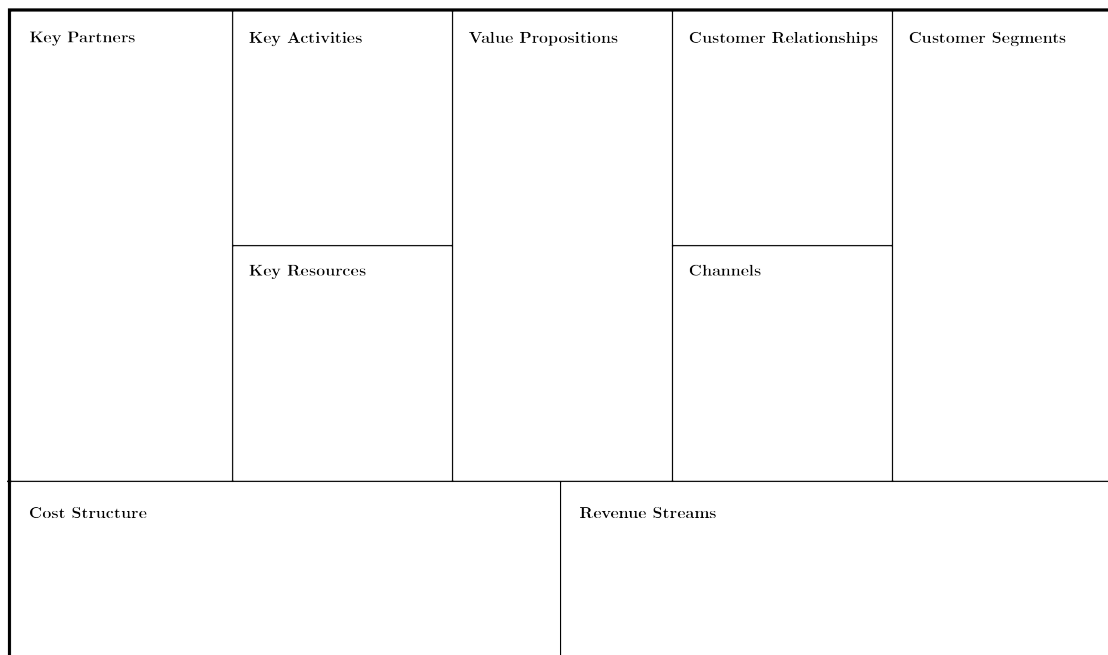 Key Partners
Key Activities
Value Propositions
Customer Relationships
Customer Segments
Key Resources
Channels
Cost Structure
Revenue Streams